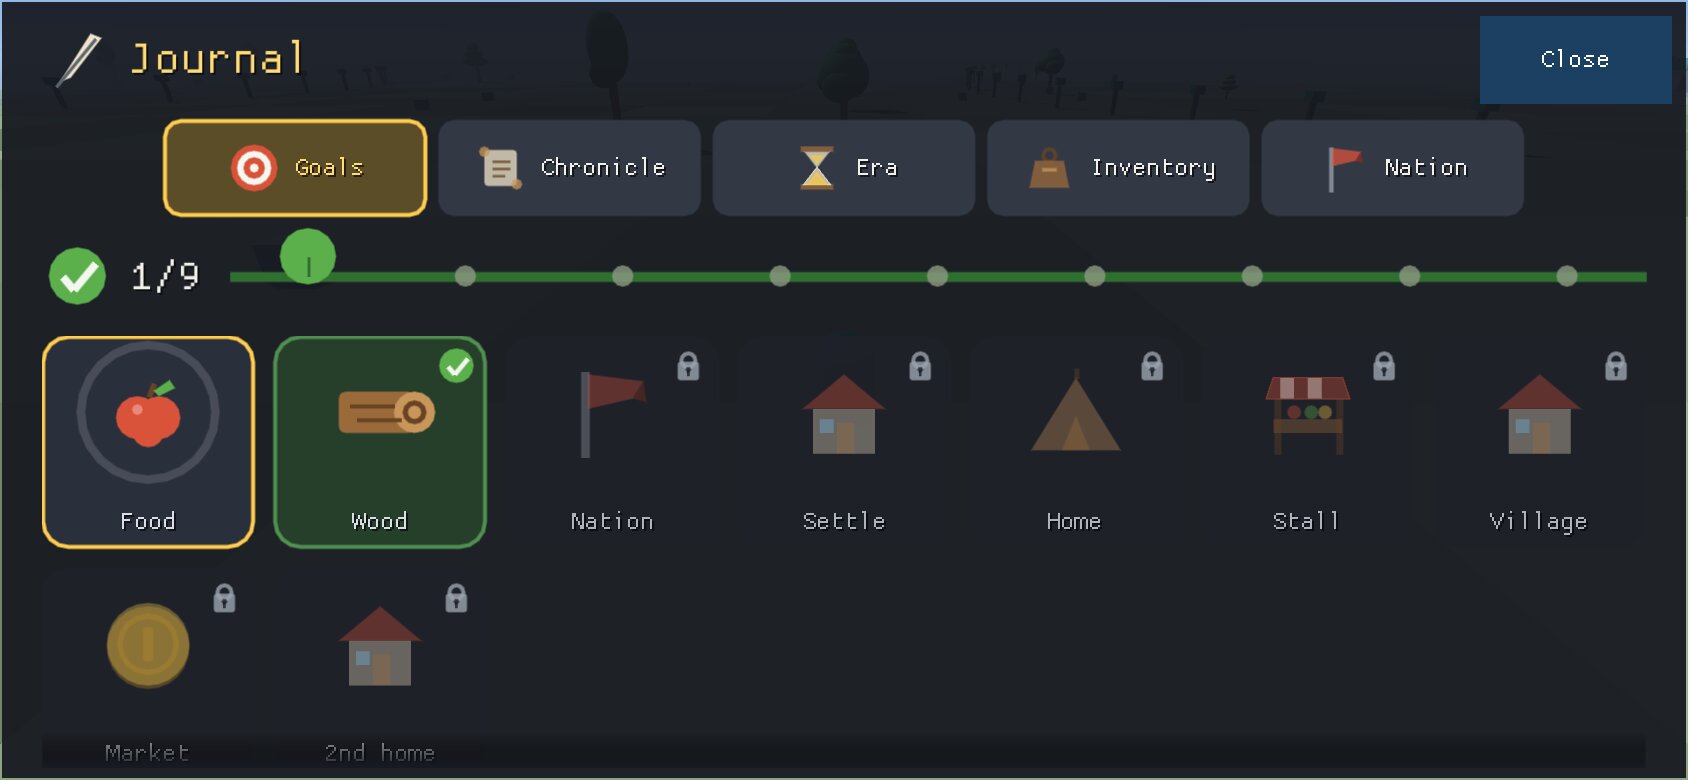 Journal
Close
Goals
Chronicle
Era
Inventory
Nation
1/9
Food
Wood
Nation
Settle
Home
Stall
Village
Market
2nd home